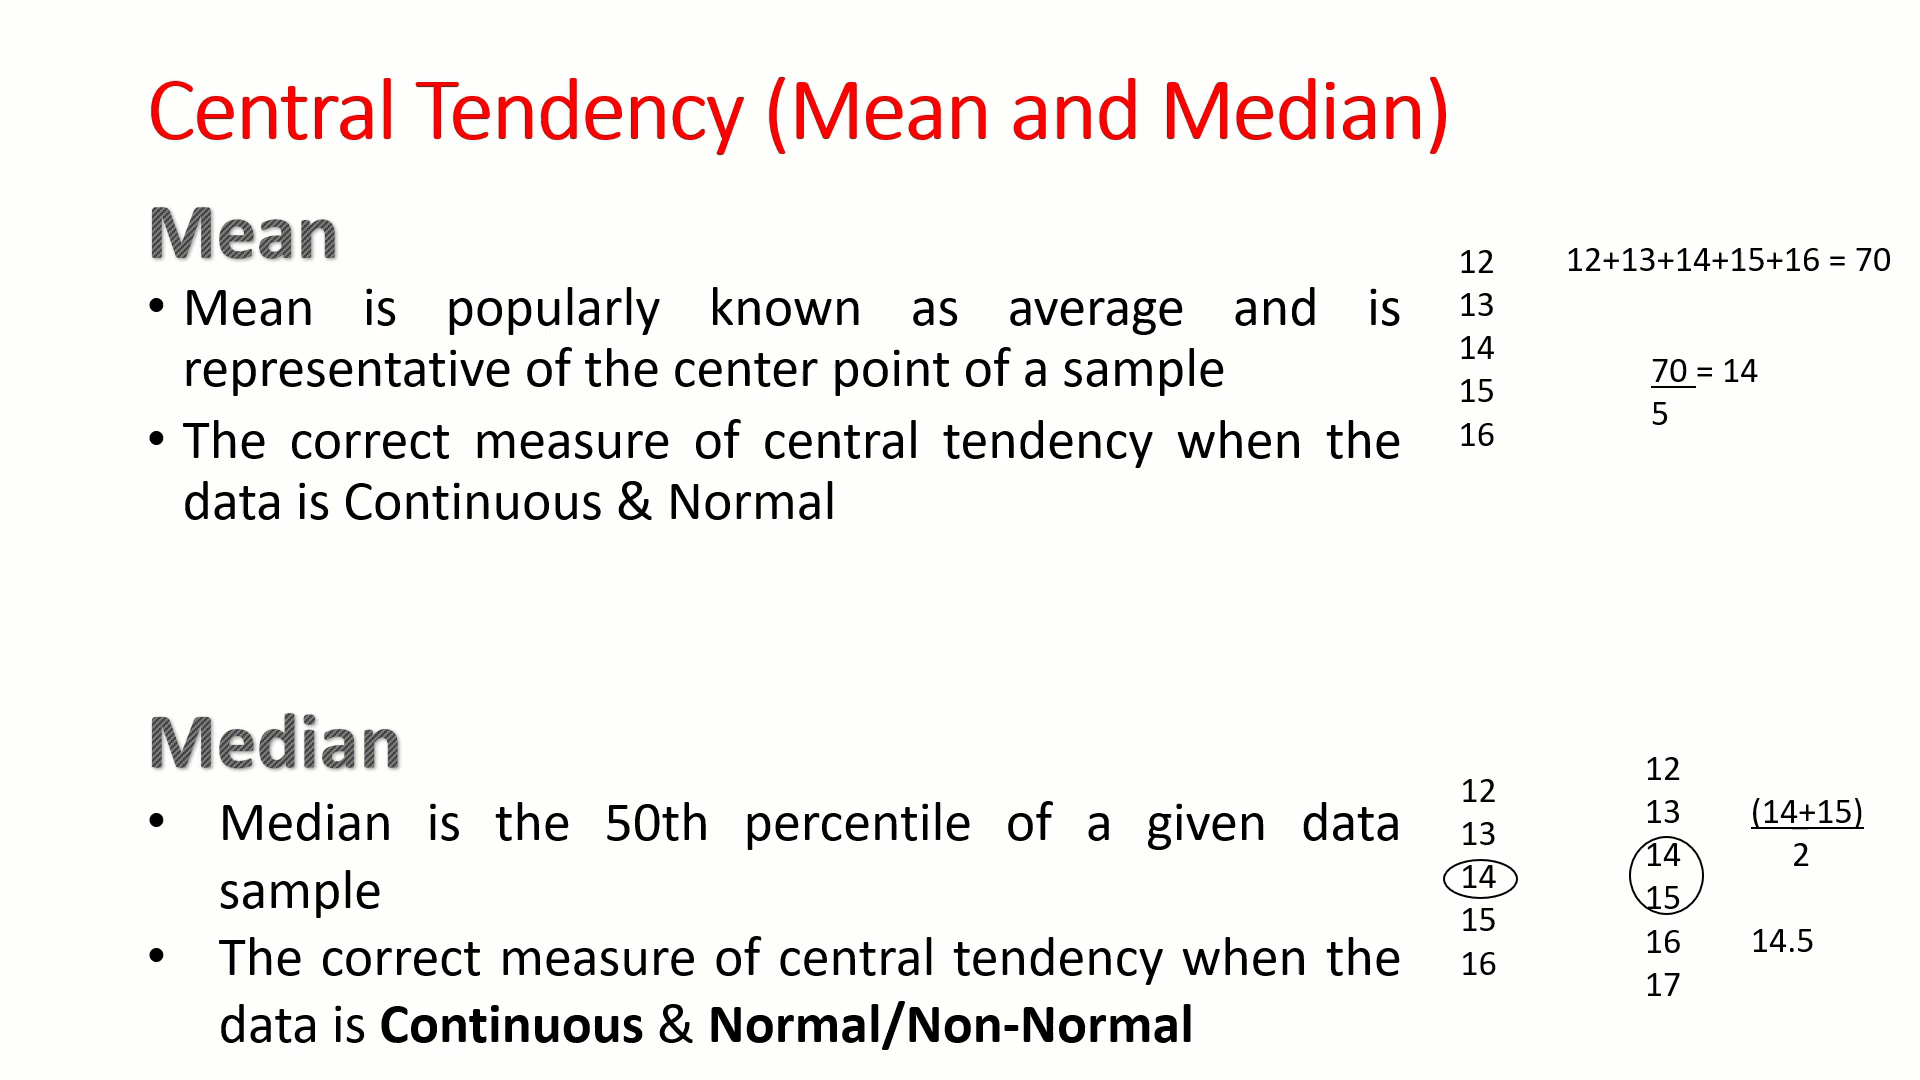 Central Tendency (Mean and Median)
Mean
• Mean is popularly known as average and is
representative of the center point of a sample
• The correct measure of central tendency when the
data is Continuous & Normal
12
13
14
15
16
12+13+14+15+16 = 70
70 = 14
5
Median
• Median is the 50th percentile of a given data
sample
• The correct measure of central tendency when the
data is Continuous & Normal/Non-Normal
12
13
14
15
16
12
13
14
15
16
17
(14+15)
2
14.5